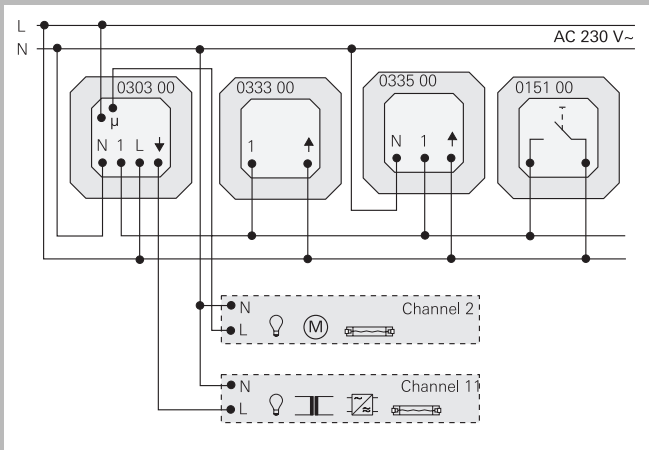 L
N
AC 230 V~
0303 00
0333 00
0335 00
0151 00
µ
N 1 L
1
N 1
N
Channel 2
L
M
N
Channel 11
L